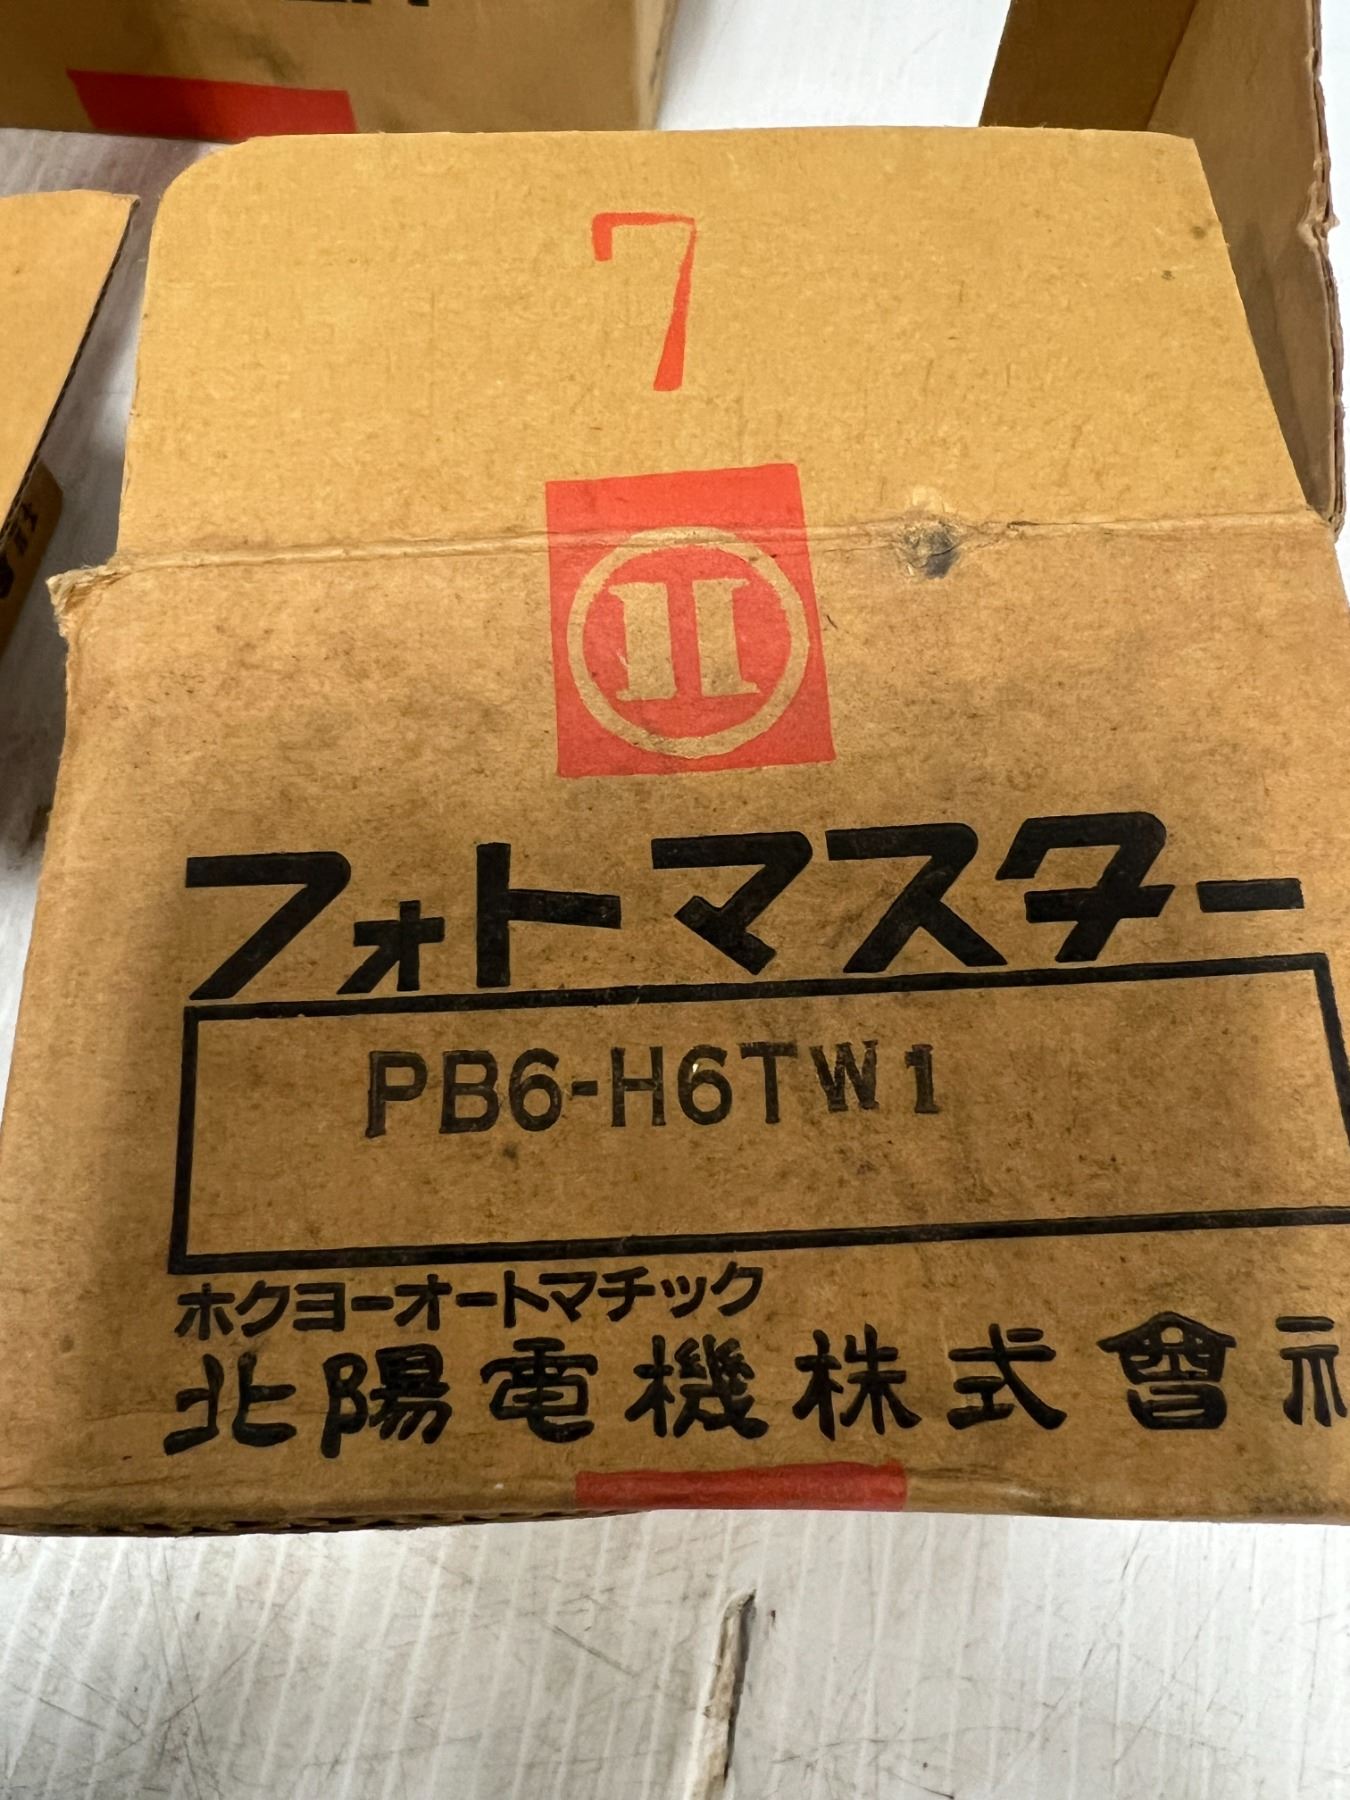 7
フォトマスター
PB6-H6TW1
ホクヨーオートマチック
北陽電機株式會社